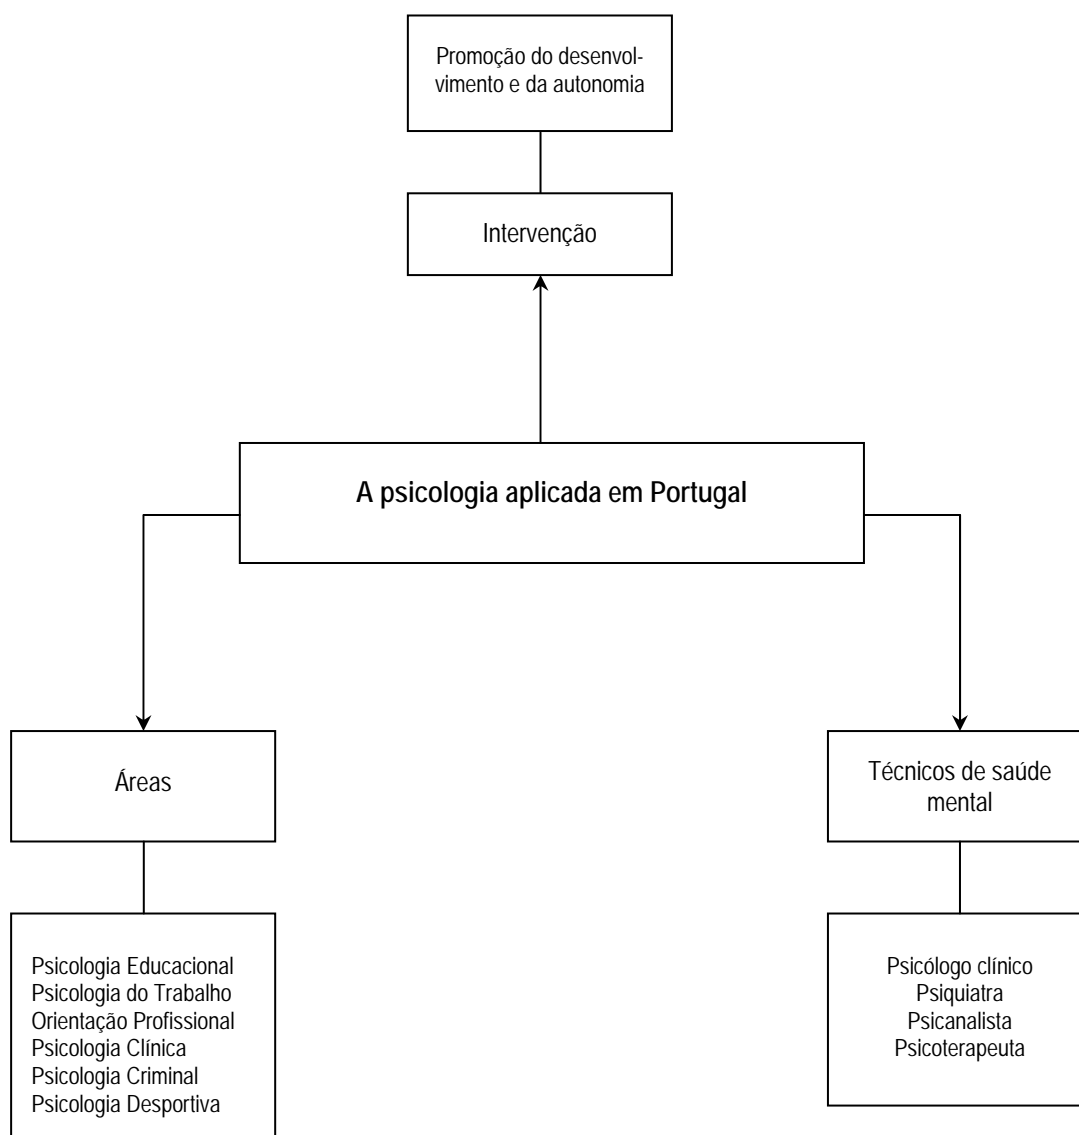 Promoção do desenvol-
vimento e da autonomia
Intervenção
A psicologia aplicada em Portugal
Áreas
Técnicos de saúde
mental
Psicologia Educacional
Psicologia do Trabalho
Orientação Profissional
Psicologia Clínica
Psicologia Criminal
Psicologia Desportiva
Psicólogo clínico
Psiquiatra
Psicanalista
Psicoterapeuta